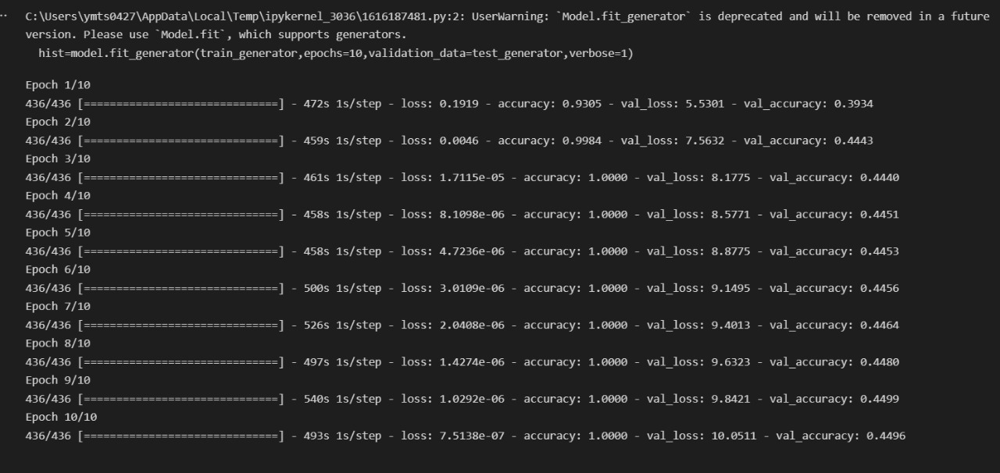 C:\Users\ymts0427\AppData\Local\Temp\ipykernel_3036\1616187481.py:2: UserWarning: `Model.fit_generator` is deprecated and will be removed in a future
version. Please use `Model.fit`, which supports generators.
hist=model.fit_generator(train_generator,epochs=10,validation_data=test_generator,verbose=1)
Epoch 1/10
436/436 [==============================] - 472s 1s/step - loss: 0.1919 - accuracy: 0.9305 - val_loss: 5.5301 - val_accuracy: 0.3934
Epoch 2/10
436/436 [==============================] - 459s 1s/step - loss: 0.0046 - accuracy: 0.9984 - val_loss: 7.5632 - val_accuracy: 0.4443
Epoch 3/10
436/436 [==============================] - 461s 1s/step - loss: 1.7115e-05 - accuracy: 1.0000 - val_loss: 8.1775 - val_accuracy: 0.4440
Epoch 4/10
436/436 [==============================] - 458s 1s/step - loss: 8.1098e-06 - accuracy: 1.0000 - val_loss: 8.5771 - val_accuracy: 0.4451
Epoch 5/10
436/436 [==============================] - 458s 1s/step - loss: 4.7236e-06 - accuracy: 1.0000 - val_loss: 8.8775 - val_accuracy: 0.4453
Epoch 6/10
436/436 [==============================] - 500s 1s/step - loss: 3.0109e-06 - accuracy: 1.0000 - val_loss: 9.1495 - val_accuracy: 0.4456
Epoch 7/10
436/436 [==============================] - 526s 1s/step - loss: 2.0408e-06 - accuracy: 1.0000 - val_loss: 9.4013 - val_accuracy: 0.4464
Epoch 8/10
436/436 [==============================] - 497s 1s/step - loss: 1.4274e-06 - accuracy: 1.0000 - val_loss: 9.6323 - val_accuracy: 0.4480
Epoch 9/10
436/436 [==============================] - 540s 1s/step - loss: 1.0292e-06 - accuracy: 1.0000 - val_loss: 9.8421 - val_accuracy: 0.4499
Epoch 10/10
436/436 [==============================] - 493s 1s/step - loss: 7.5138e-07 - accuracy: 1.0000 - val_loss: 10.0511 - val_accuracy: 0.4496